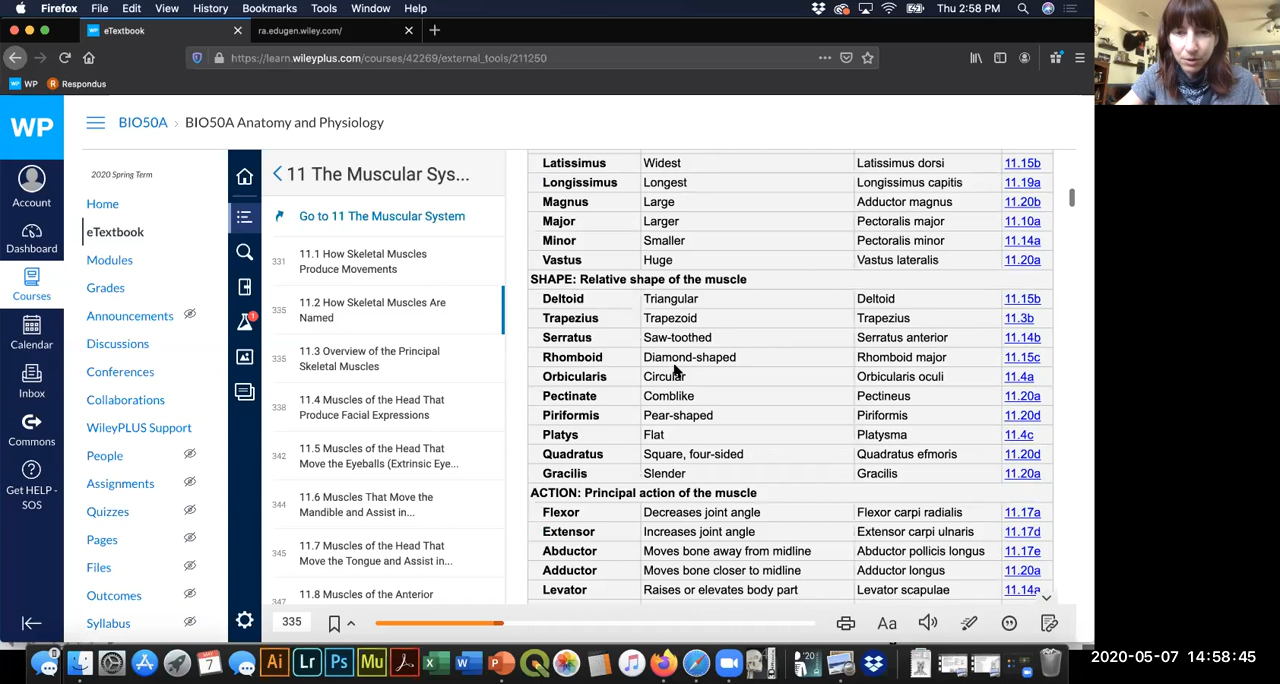 Firefox File Edit View History Bookmarks Tools Window Help Thu 2:58 PM
WP eTextbook ra.edugen.wiley.com/
https://learn.wileyplus.com/courses/42269/external_tools/211250
WP WP R Respondus
WP
BIO50A › BIO50A Anatomy and Physiology
Account
Dashboard
Courses
Calendar
Inbox
Commons
Get HELP -
SOS
2020 Spring Term
Home
eTextbook
Modules
Grades
Announcements
Discussions
Conferences
Collaborations
WileyPLUS Support
People
Assignments
Quizzes
Pages
Files
Outcomes
Syllabus
1
11 The Muscular Sys...
Go to 11 The Muscular System
331 11.1 How Skeletal Muscles
Produce Movements
335 11.2 How Skeletal Muscles Are
Named
335 11.3 Overview of the Principal
Skeletal Muscles
338 11.4 Muscles of the Head That
Produce Facial Expressions
342 11.5 Muscles of the Head That
Move the Eyeballs (Extrinsic Eye...
344 11.6 Muscles That Move the
Mandible and Assist in...
345 11.7 Muscles of the Head That
Move the Tongue and Assist in...
347 11.8 Muscles of the Anterior
Latissimus Widest Latissimus dorsi 11.15b
Longissimus Longest Longissimus capitis 11.19a
Magnus Large Adductor magnus 11.20b
Major Larger Pectoralis major 11.10a
Minor Smaller Pectoralis minor 11.14a
Vastus Huge Vastus lateralis 11.20a
SHAPE: Relative shape of the muscle
Deltoid Triangular Deltoid 11.15b
Trapezius Trapezoid Trapezius 11.3b
Serratus Saw-toothed Serratus anterior 11.14b
Rhomboid Diamond-shaped Rhomboid major 11.15c
Orbicularis Circular Orbicularis oculi 11.4a
Pectinate Comblike Pectineus 11.20a
Piriformis Pear-shaped Piriformis 11.20d
Platys Flat Platysma 11.4c
Quadratus Square, four-sided Quadratus efmoris 11.20d
Gracilis Slender Gracilis 11.20a
ACTION: Principal action of the muscle
Flexor Decreases joint angle Flexor carpi radialis 11.17a
Extensor Increases joint angle Extensor carpi ulnaris 11.17d
Abductor Moves bone away from midline Abductor pollicis longus 11.17e
Adductor Moves bone closer to midline Adductor longus 11.20a
Levator Raises or elevates body part Levator scapulae 11.14a
335 Aa
7 Ai Lr Ps Mu X W P '20
2020-05-07 14:58:45